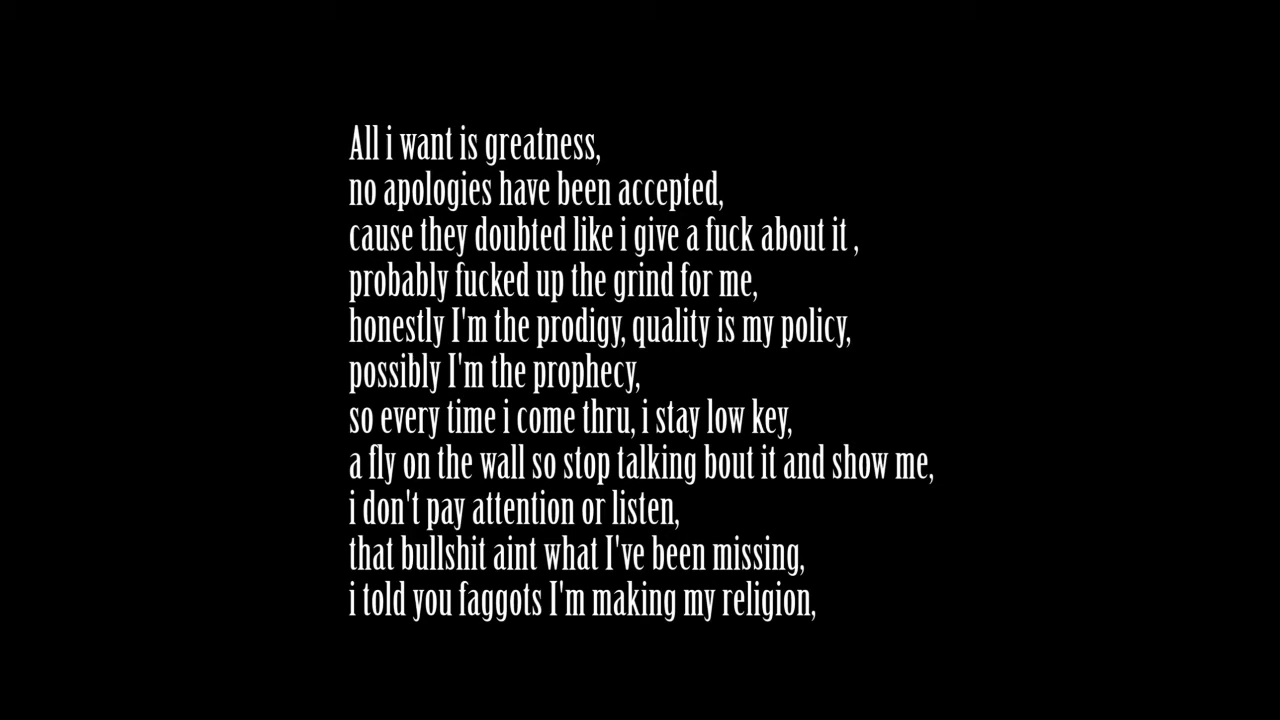 All i want is greatness,
no apologies have been accepted,
cause they doubted like i give a fuck about it ,
probably fucked up the grind for me,
honestly I'm the prodigy, quality is my policy,
possibly I'm the prophecy,
so every time i come thru, i stay low key,
a fly on the wall so stop talking bout it and show me,
i don't pay attention or listen,
that bullshit aint what I've been missing,
i told you faggots I'm making my religion,